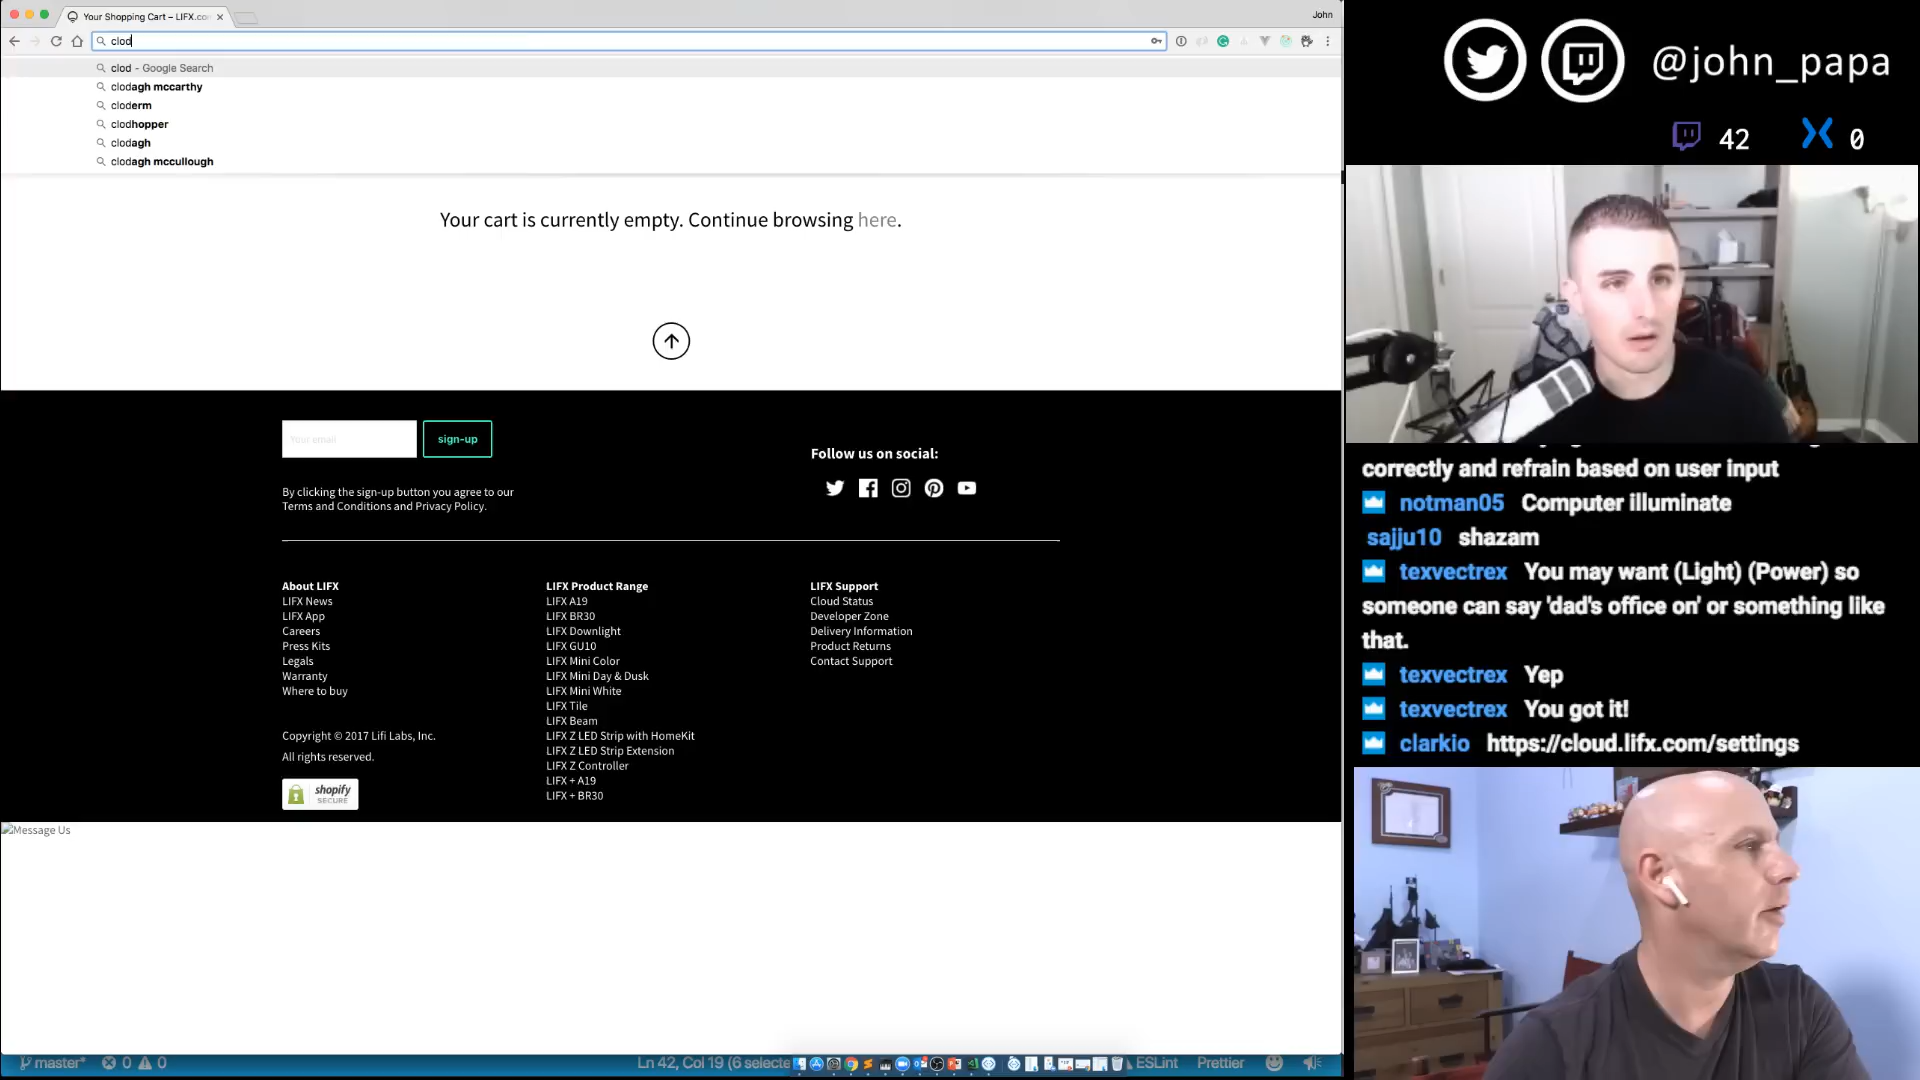 Your Shopping Cart – LIFX.co
John
clod
clod - Google Search
clodagh mccarthy
cloderm
clodhopper
clodagh
clodagh mccullough
Your cart is currently empty. Continue browsing here.
Your email
sign-up
By clicking the sign-up button you agree to our
Terms and Conditions and Privacy Policy.
Follow us on social:
About LIFX
LIFX News
LIFX App
Careers
Press Kits
Legals
Warranty
Where to buy
Copyright © 2017 Lifi Labs, Inc.
All rights reserved.
shopify
SECURE
LIFX Product Range
LIFX A19
LIFX BR30
LIFX Downlight
LIFX GU10
LIFX Mini Color
LIFX Mini Day & Dusk
LIFX Mini White
LIFX Tile
LIFX Beam
LIFX Z LED Strip with HomeKit
LIFX Z LED Strip Extension
LIFX Z Controller
LIFX + A19
LIFX + BR30
LIFX Support
Cloud Status
Developer Zone
Delivery Information
Product Returns
Contact Support
Message Us
master* 0 0 Ln 42, Col 19 (6 selecte ESLint Prettier
@john_papa
42 0
correctly and refrain based on user input
notman05 Computer illuminate
sajju10 shazam
texvectrex You may want (Light) (Power) so
someone can say 'dad's office on' or something like
that.
texvectrex Yep
texvectrex You got it!
clarkio https://cloud.lifx.com/settings